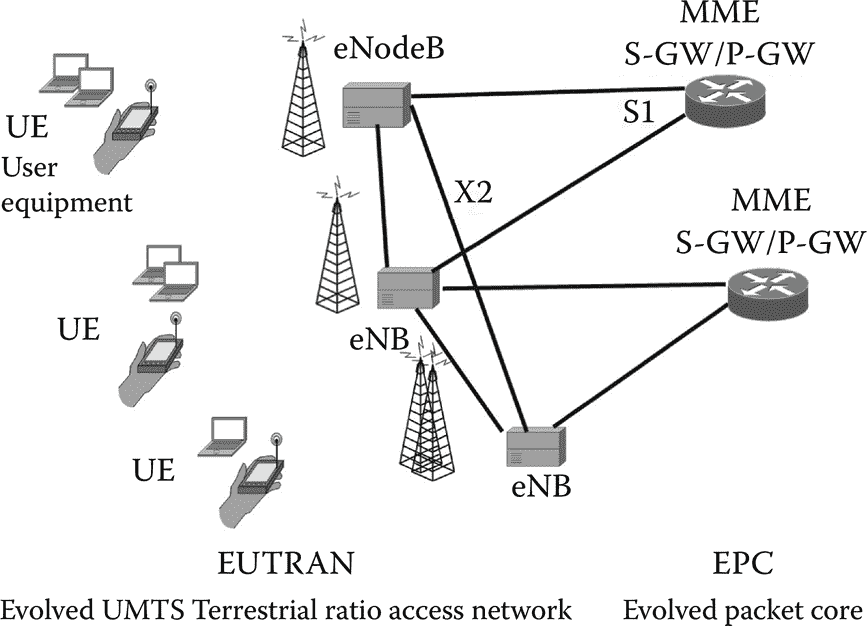 MME
S-GW/P-GW
eNodeB
S1
UE
User
equipment
X2
MME
S-GW/P-GW
UE
eNB
UE
eNB
EUTRAN
EPC
Evolved UMTS Terrestrial ratio access network
Evolved packet core